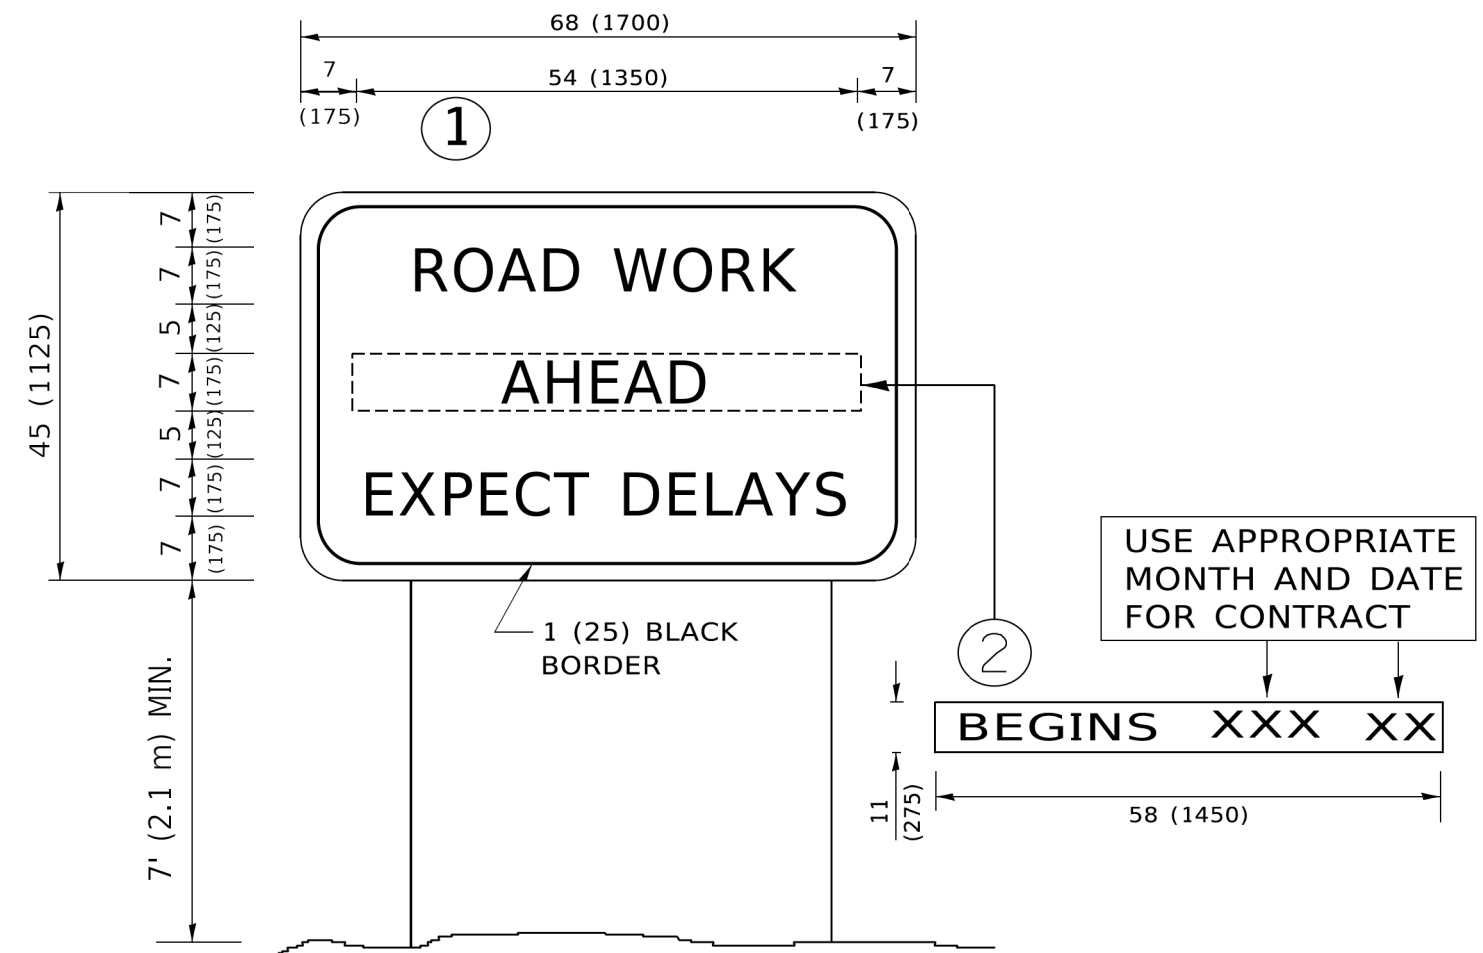 68 (1700)
7
54 (1350)
7
(175)
(175)
1
7
(175)
7
(175)
5
(125)
7
(175)
5
(125)
7
(175)
7
(175)
45 (1125)
ROAD WORK
AHEAD
EXPECT DELAYS
1 (25) BLACK
BORDER
7' (2.1 m) MIN.
USE APPROPRIATE
MONTH AND DATE
FOR CONTRACT
2
BEGINS XXX XX
11
(275)
58 (1450)